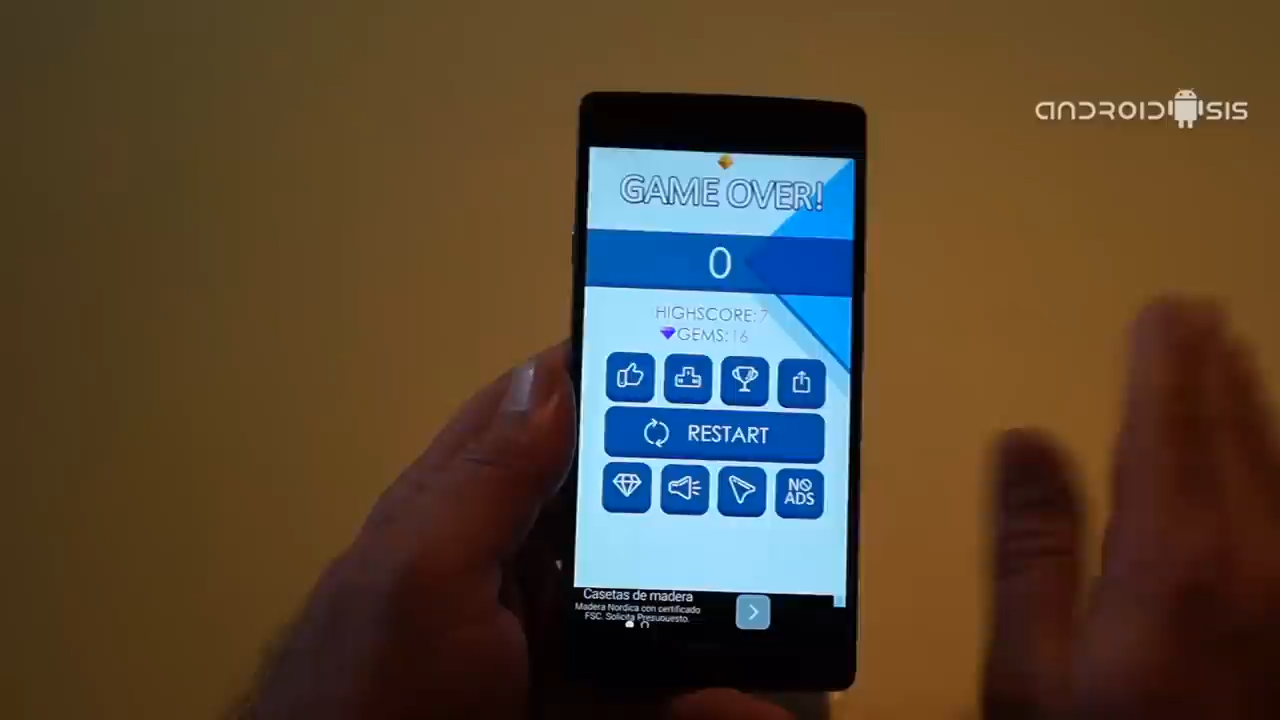 ANDROIDSIS
GAME OVER!
0
HIGHSCORE: 7
GEMS: 16
RESTART
NO
ADS
Casetas de madera
Madera Nordica con certificado
FSC. Solicita Presupuesto.